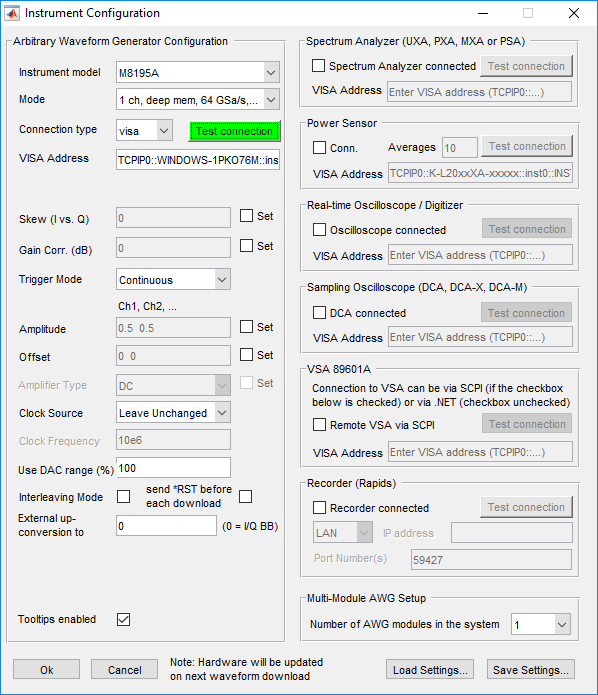 Instrument Configuration
Arbitrary Waveform Generator Configuration
Instrument model M8195A
Mode 1 ch, deep mem, 64 GSa/s,...
Connection type visa Test connection
VISA Address TCPIP0::WINDOWS-1PKO76M::ins
Skew (I vs. Q) 0 Set
Gain Corr. (dB) 0 Set
Trigger Mode Continuous
Ch1, Ch2, ...
Amplitude 0.5 0.5 Set
Offset 0 0 Set
Amplifier Type DC Set
Clock Source Leave Unchanged
Clock Frequency 10e6
Use DAC range (%) 100
Interleaving Mode send *RST before
each download
External up-
conversion to 0 (0 = I/Q BB)
Tooltips enabled
Spectrum Analyzer (UXA, PXA, MXA or PSA)
Spectrum Analyzer connected Test connection
VISA Address Enter VISA address (TCPIP0::...)
Power Sensor
Conn. Averages 10 Test connection
VISA Address TCPIP0::K-L20xxXA-xxxxx::inst0::INS
Real-time Oscilloscope / Digitizer
Oscilloscope connected Test connection
VISA Address Enter VISA address (TCPIP0::...)
Sampling Oscilloscope (DCA, DCA-X, DCA-M)
DCA connected Test connection
VISA Address Enter VISA address (TCPIP0::...)
VSA 89601A
Connection to VSA can be via SCPI (if the checkbox
below is checked) or via .NET (checkbox unchecked)
Remote VSA via SCPI Test connection
VISA Address Enter VISA address (TCPIP0::...)
Recorder (Rapids)
Recorder connected Test connection
LAN IP address
Port Number(s) 59427
Multi-Module AWG Setup
Number of AWG modules in the system 1
Ok Cancel Note: Hardware will be updated
on next waveform download
Load Settings... Save Settings...